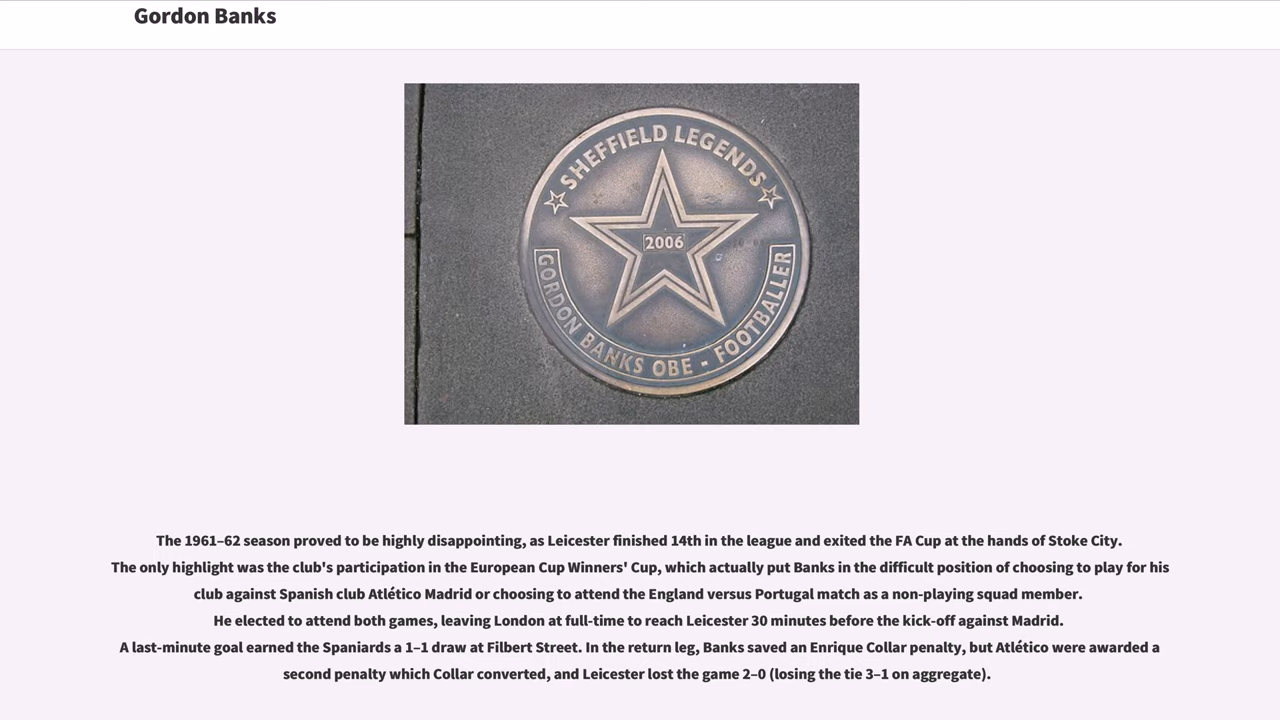 Gordon Banks
SHEFFIELD LEGENDS
2006
GORDON BANKS OBE - FOOTBALLER
The 1961–62 season proved to be highly disappointing, as Leicester finished 14th in the league and exited the FA Cup at the hands of Stoke City.
The only highlight was the club's participation in the European Cup Winners' Cup, which actually put Banks in the difficult position of choosing to play for his
club against Spanish club Atlético Madrid or choosing to attend the England versus Portugal match as a non-playing squad member.
He elected to attend both games, leaving London at full-time to reach Leicester 30 minutes before the kick-off against Madrid.
A last-minute goal earned the Spaniards a 1–1 draw at Filbert Street. In the return leg, Banks saved an Enrique Collar penalty, but Atlético were awarded a
second penalty which Collar converted, and Leicester lost the game 2–0 (losing the tie 3–1 on aggregate).